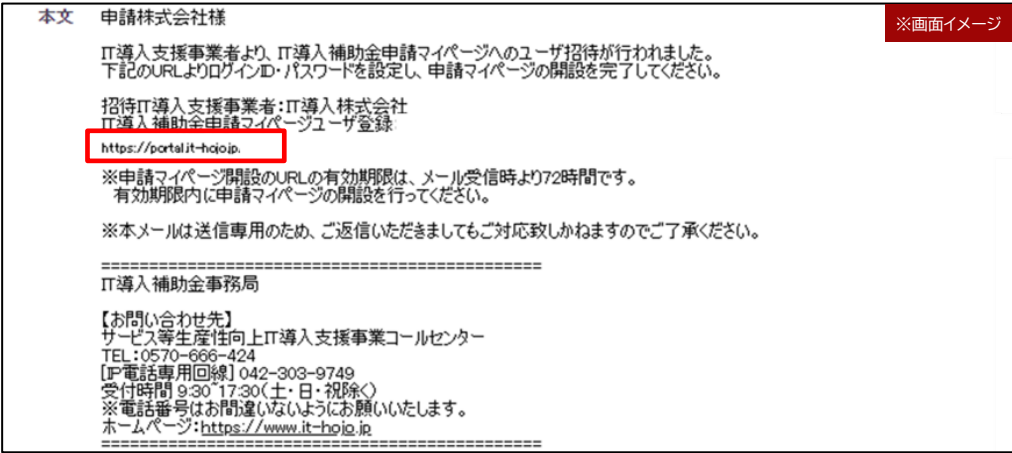 本文
※画面イメージ
申請株式会社様
IT導入支援事業者より、IT導入補助金申請マイページへのユーザ招待が行われました。
下記のURLよりログインID・パスワードを設定し、申請マイページの開設を完了してください。
招待IT導入支援事業者：IT導入株式会社
IT導入補助金申請マイページユーザ登録:
https://portal.it-hojo.jp.
※申請マイページ開設のURLの有効期限は、メール受信時より72時間です。
有効期限内に申請マイページの開設を行ってください。
※本メールは送信専用のため、ご返信いただきましてもご対応致しかねますのでご了承ください。
==============================================
IT導入補助金事務局
【お問い合わせ先】
サービス等生産性向上IT導入支援事業コールセンター
TEL：0570-666-424
[IP電話専用回線] 042-303-9749
受付時間 9:30~17:30(土・日・祝除く)
※電話番号はお間違いないようにお願いいたします。
ホームページ：https://www.it-hojo.jp
==============================================